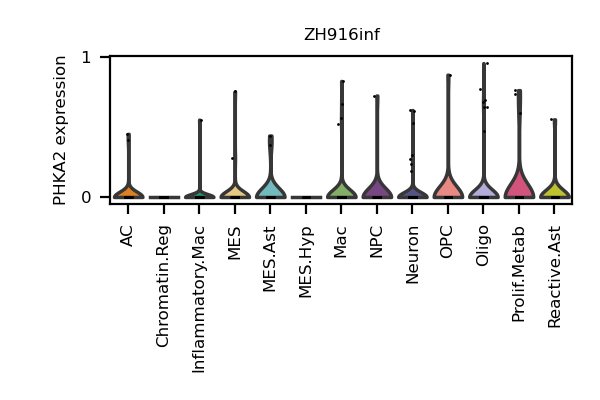 ZH916inf
PHKA2 expression
1
0
AC
Chromatin.Reg
Inflammatory.Mac
MES
MES.Ast
MES.Hyp
Mac
NPC
Neuron
OPC
Oligo
Prolif.Metab
Reactive.Ast